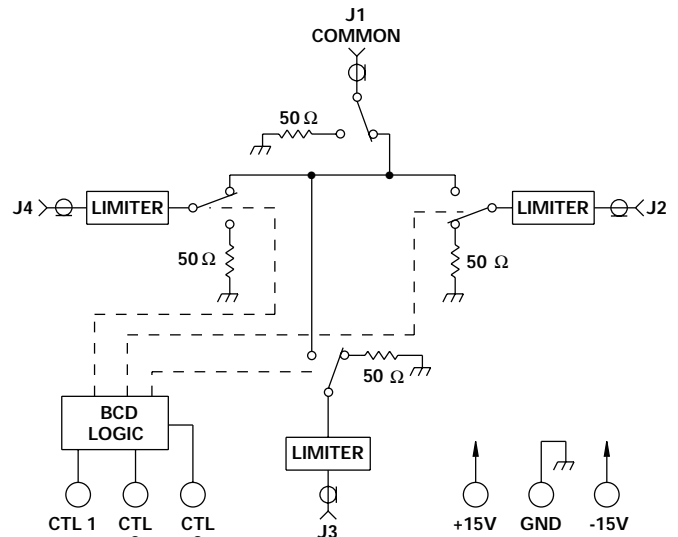 J1
COMMON
50 Ω
J4
LIMITER
LIMITER
J2
50 Ω
50 Ω
50 Ω
BCD
LOGIC
LIMITER
CTL 1
CTL
CTL
J3
+15V
GND
-15V